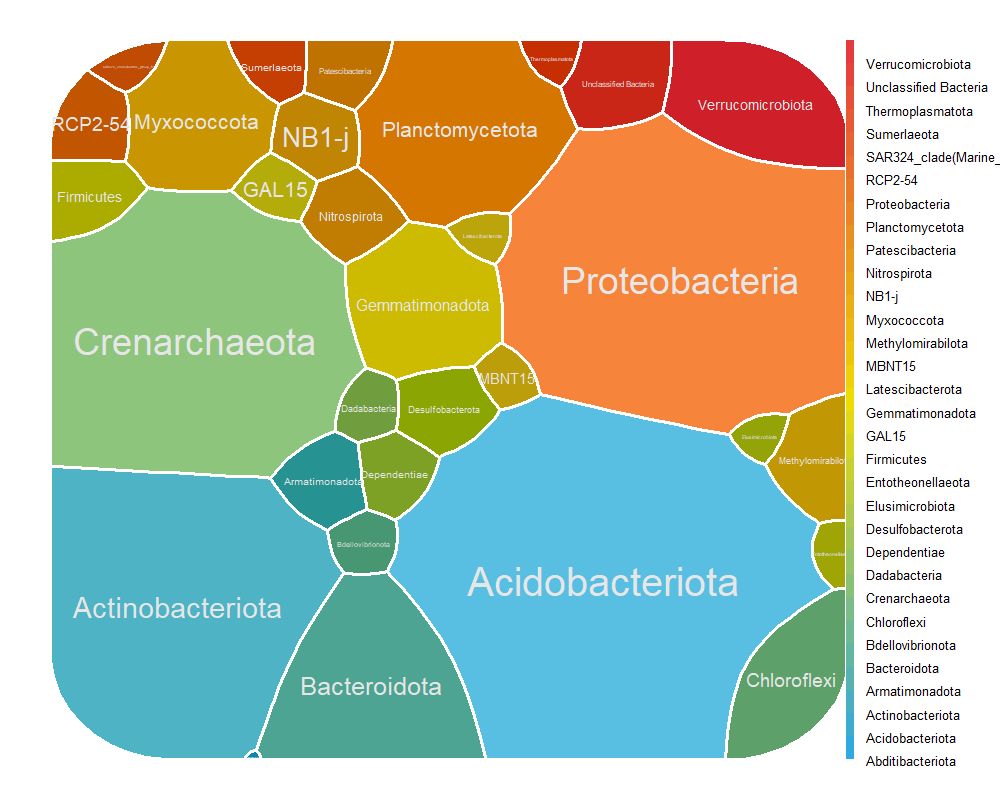 Sumerlaeota
Patescibacteria
Thermoplasmatota
Unclassified Bacteria
Verrucomicrobiota
RCP2-54
Myxococcota
NB1-j
Planctomycetota
Firmicutes
GAL15
Nitrospirota
Latescibacterota
Proteobacteria
Gemmatimonadota
Crenarchaeota
MBNT15
Dadabacteria
Desulfobacterota
Elusimicrobiota
Methylomirabilot
Armatimonadota
Dependentiae
Bdellovibrionota
Acidobacteriota
Actinobacteriota
Bacteroidota
Chloroflexi
Verrucomicrobiota
Unclassified Bacteria
Thermoplasmatota
Sumerlaeota
SAR324_clade(Marine_
RCP2-54
Proteobacteria
Planctomycetota
Patescibacteria
Nitrospirota
NB1-j
Myxococcota
Methylomirabilota
MBNT15
Latescibacterota
Gemmatimonadota
GAL15
Firmicutes
Entotheonellaeota
Elusimicrobiota
Desulfobacterota
Dependentiae
Dadabacteria
Crenarchaeota
Chloroflexi
Bdellovibrionota
Bacteroidota
Armatimonadota
Actinobacteriota
Acidobacteriota
Abditibacteriota